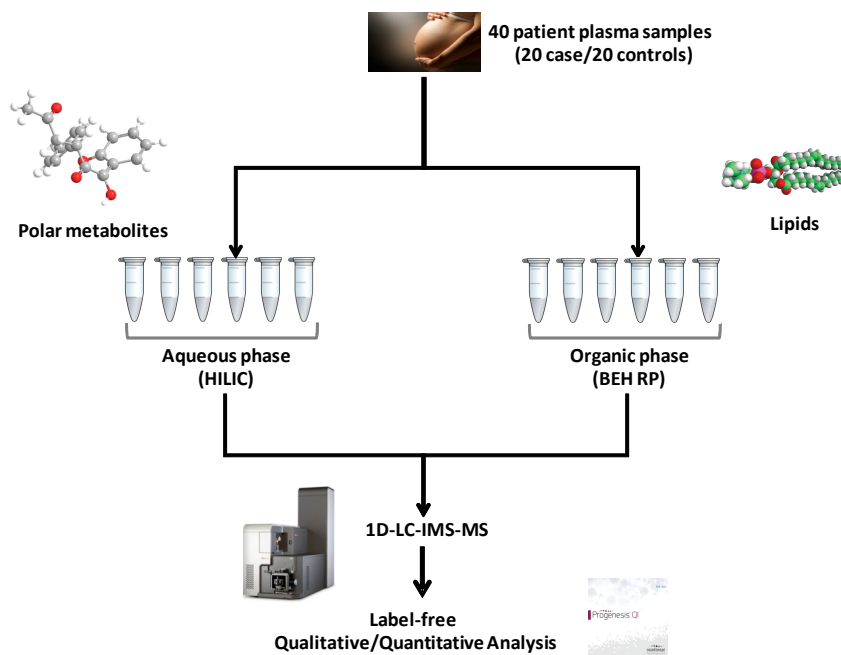 40 patient plasma samples
(20 case/20 controls)
Polar metabolites
Lipids
Aqueous phase
(HILIC)
Organic phase
(BEH RP)
1D-LC-IMS-MS
Label-free
Qualitative/Quantitative Analysis
Progenesis QI